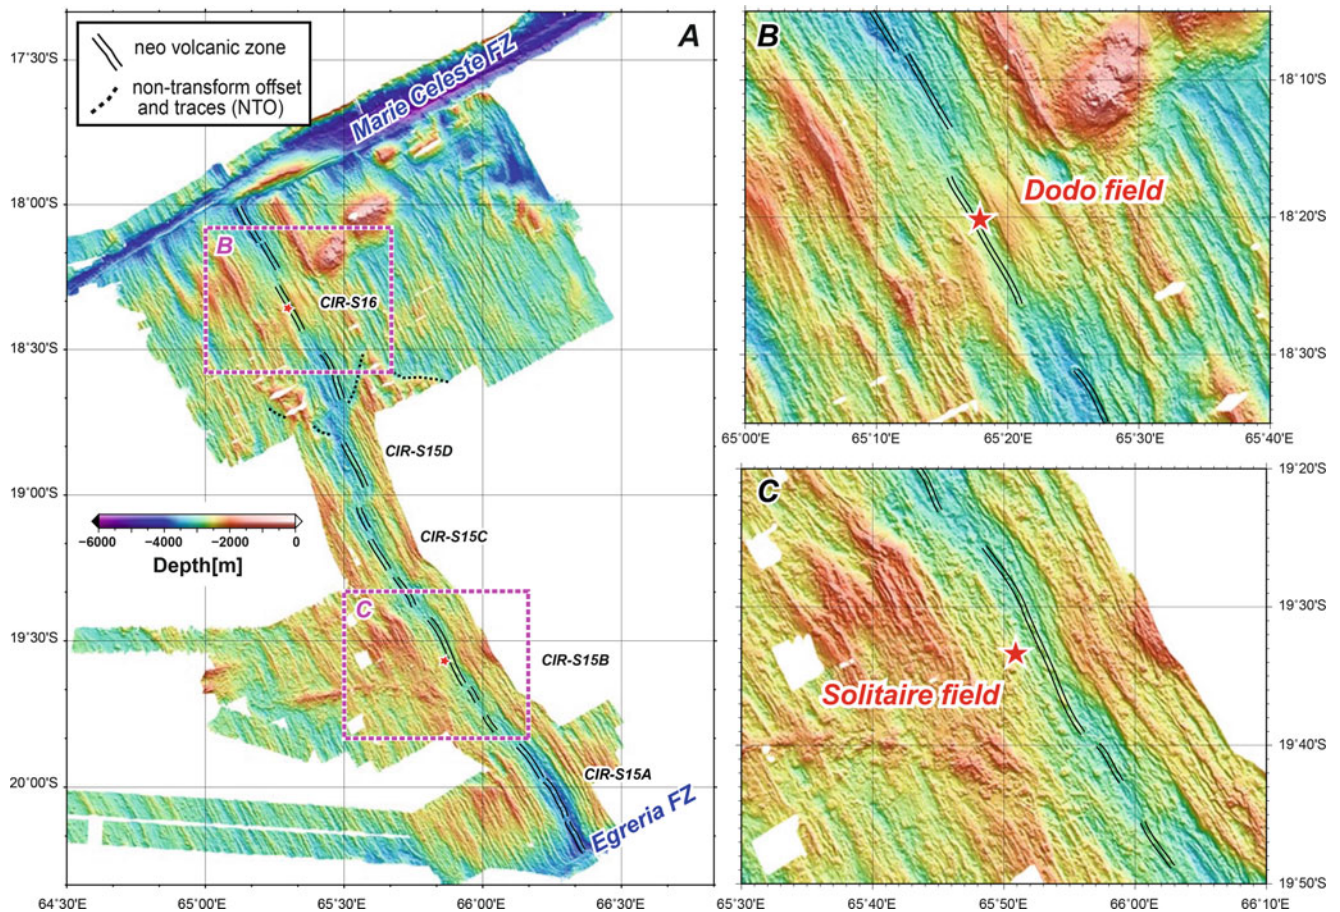 A
neo volcanic zone
non-transform offset
and traces (NTO)
Marie Celeste FZ
B
CIR-S16
CIR-S15D
CIR-S15C
C
CIR-S15B
CIR-S15A
Egreria FZ
-6000 -4000 -2000 0
Depth[m]
17˚30'S
18˚00'S
18˚30'S
19˚00'S
19˚30'S
20˚00'S
64˚30'E 65˚00'E 65˚30'E 66˚00'E 66˚30'E
B
Dodo field
18˚10'S
18˚20'S
18˚30'S
65˚00'E 65˚10'E 65˚20'E 65˚30'E 65˚40'E
C
Solitaire field
19˚20'S
19˚30'S
19˚40'S
19˚50'S
65˚30'E 65˚40'E 65˚50'E 66˚00'E 66˚10'E